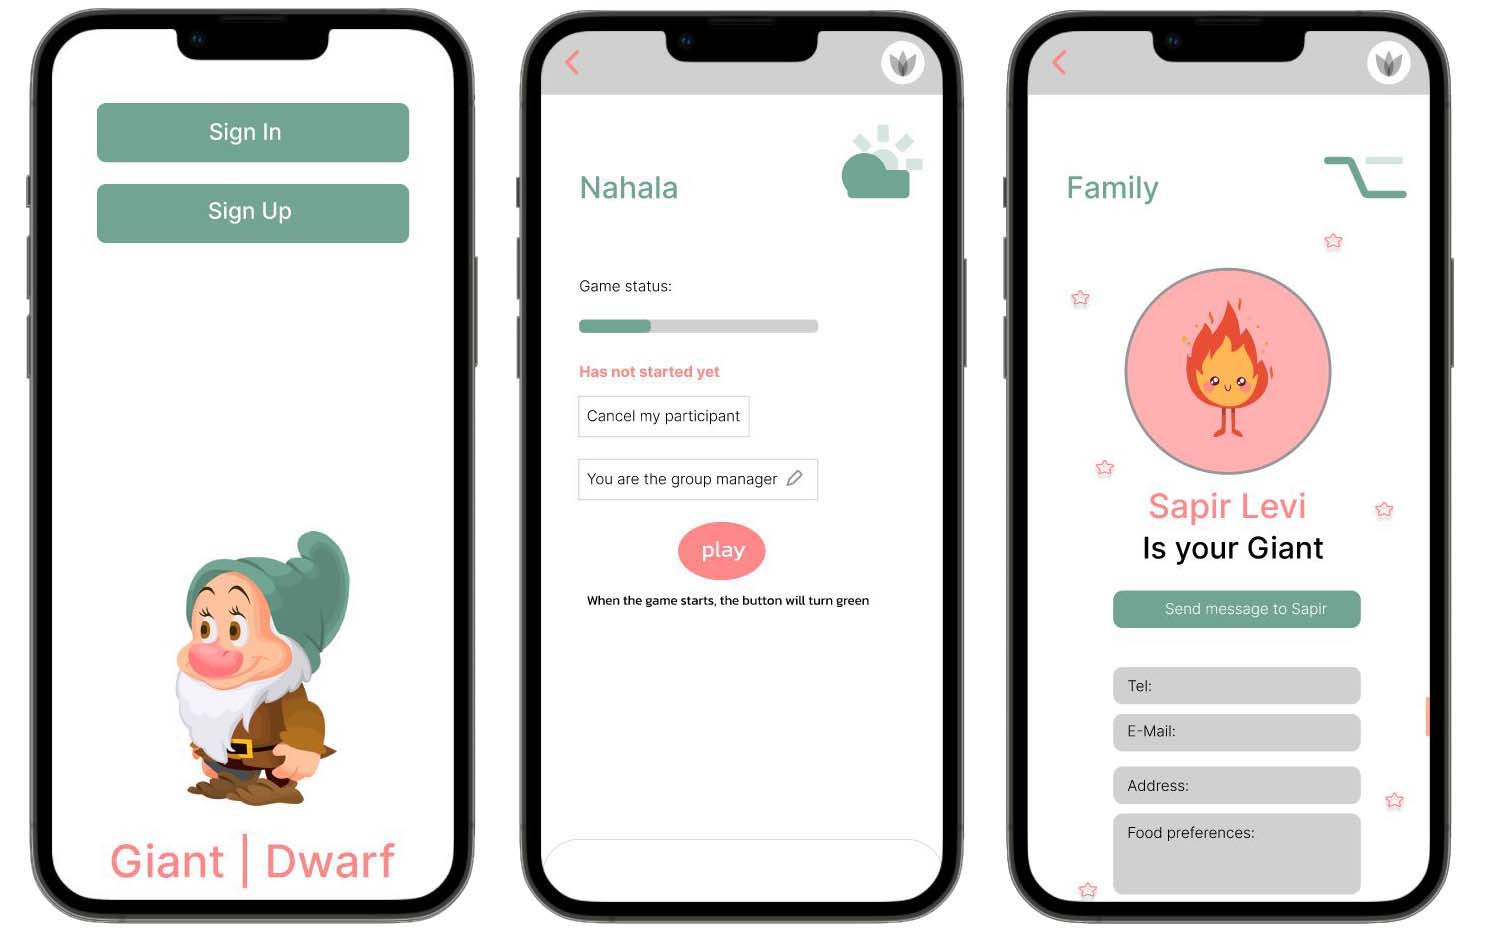 Sign In
Sign Up
Giant | Dwarf
Nahala
Game status:
Has not started yet
Cancel my participant
You are the group manager
play
When the game starts, the button will turn green
Family
Sapir Levi
Is your Giant
Send message to Sapir
Tel:
E-Mail:
Address:
Food preferences: